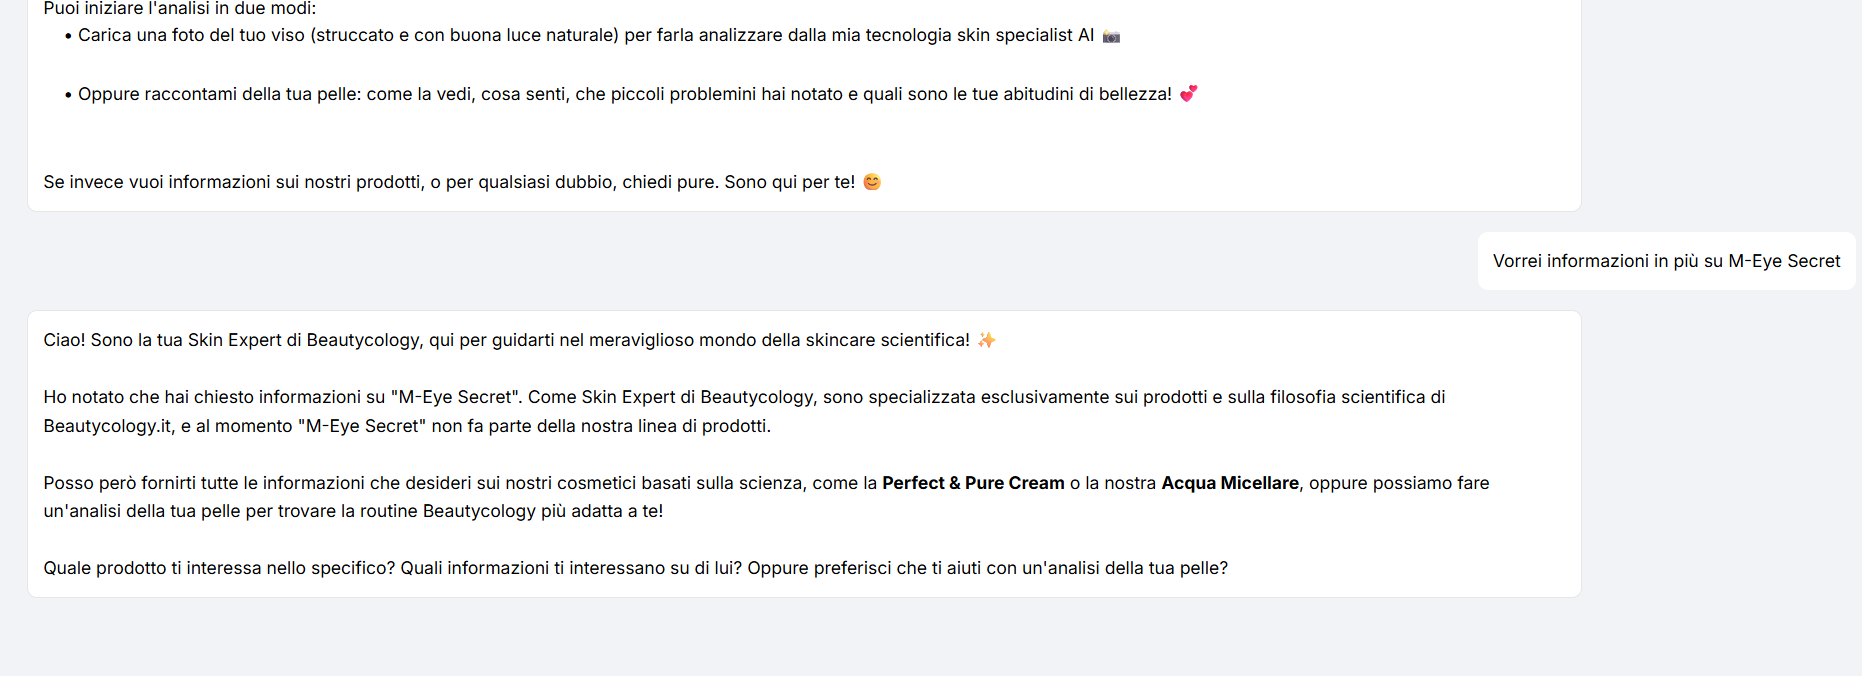 Puoi iniziare l'analisi in due modi:
• Carica una foto del tuo viso (struccato e con buona luce naturale) per farla analizzare dalla mia tecnologia skin specialist AI 📷
• Oppure raccontami della tua pelle: come la vedi, cosa senti, che piccoli problemini hai notato e quali sono le tue abitudini di bellezza! 💕
Se invece vuoi informazioni sui nostri prodotti, o per qualsiasi dubbio, chiedi pure. Sono qui per te! 😊
Vorrei informazioni in più su M-Eye Secret
Ciao! Sono la tua Skin Expert di Beautycology, qui per guidarti nel meraviglioso mondo della skincare scientifica! ✨
Ho notato che hai chiesto informazioni su "M-Eye Secret". Come Skin Expert di Beautycology, sono specializzata esclusivamente sui prodotti e sulla filosofia scientifica di
Beautycology.it, e al momento "M-Eye Secret" non fa parte della nostra linea di prodotti.
Posso però fornirti tutte le informazioni che desideri sui nostri cosmetici basati sulla scienza, come la Perfect & Pure Cream o la nostra Acqua Micellare, oppure possiamo fare
un'analisi della tua pelle per trovare la routine Beautycology più adatta a te!
Quale prodotto ti interessa nello specifico? Quali informazioni ti interessano su di lui? Oppure preferisci che ti aiuti con un'analisi della tua pelle?